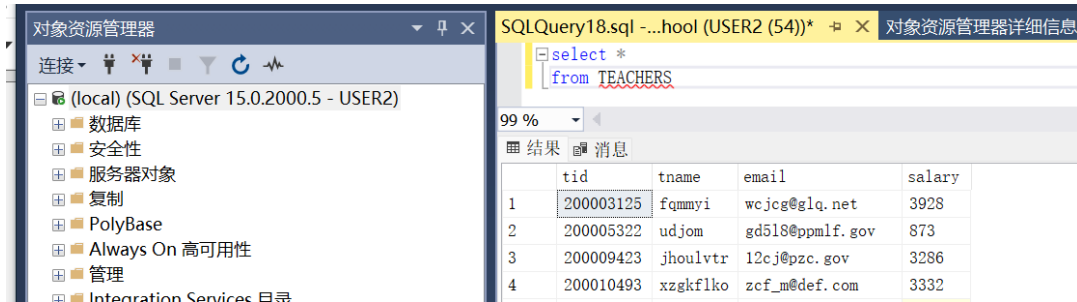 对象资源管理器
连接
(local) (SQL Server 15.0.2000.5 - USER2)
数据库
安全性
服务器对象
复制
PolyBase
Always On 高可用性
管理
Integration Services 目录
SQLQuery18.sql -...hool (USER2 (54))* 对象资源管理器详细信息
select *
from TEACHERS
99 %
结果 消息
tid tname email salary
1 200003125 fqmmyi wcjcg@glq.net 3928
2 200005322 udjom gd518@ppmlf.gov 873
3 200009423 jhoulvtr 12cj@pzc.gov 3286
4 200010493 xzgkflko zcf_m@def.com 3332